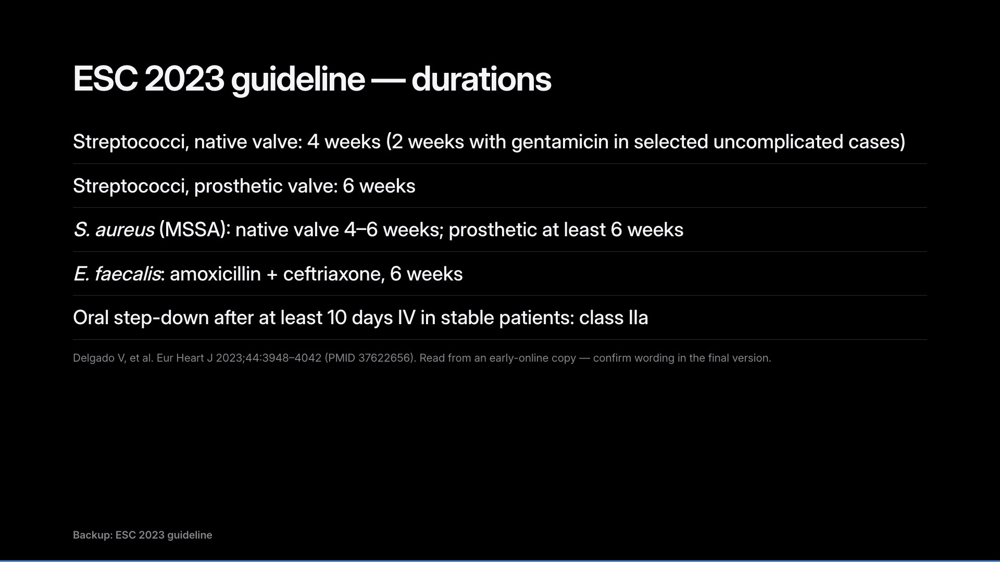 ESC 2023 guideline — durations
Streptococci, native valve: 4 weeks (2 weeks with gentamicin in selected uncomplicated cases)
Streptococci, prosthetic valve: 6 weeks
S. aureus (MSSA): native valve 4–6 weeks; prosthetic at least 6 weeks
E. faecalis: amoxicillin + ceftriaxone, 6 weeks
Oral step-down after at least 10 days IV in stable patients: class IIa
Delgado V, et al. Eur Heart J 2023;44:3948–4042 (PMID 37622656). Read from an early-online copy — confirm wording in the final version.
Backup: ESC 2023 guideline